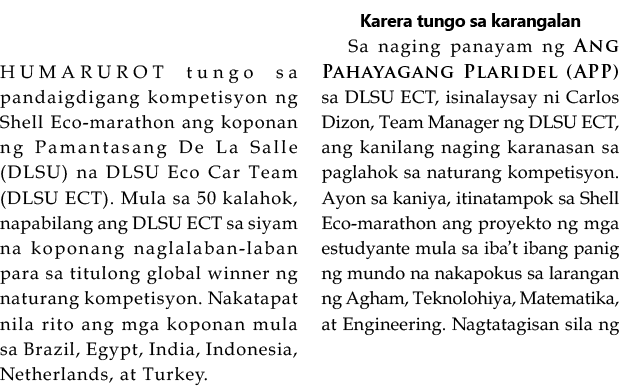 HUMARUROT tungo sa
pandaigdigang kompetisyon ng
Shell Eco-marathon ang koponan
ng Pamantasang De La Salle
(DLSU) na DLSU Eco Car Team
(DLSU ECT). Mula sa 50 kalahok,
napabilang ang DLSU ECT sa siyam
na koponang naglalaban-laban
para sa titulong global winner ng
naturang kompetisyon. Nakatapat
nila rito ang mga koponan mula
sa Brazil, Egypt, India, Indonesia,
Netherlands, at Turkey.
Karera tungo sa karangalan
Sa naging panayam ng ANG
PAHAYAGANG PLARIDEL (APP)
sa DLSU ECT, isinalaysay ni Carlos
Dizon, Team Manager ng DLSU ECT,
ang kanilang naging karanasan sa
paglahok sa naturang kompetisyon.
Ayon sa kaniya, itinatampok sa Shell
Eco-marathon ang proyekto ng mga
estudyante mula sa iba’t ibang panig
ng mundo na nakapokus sa larangan
ng Agham, Teknolohiya, Matematika,
at Engineering. Nagtatagisan sila ng